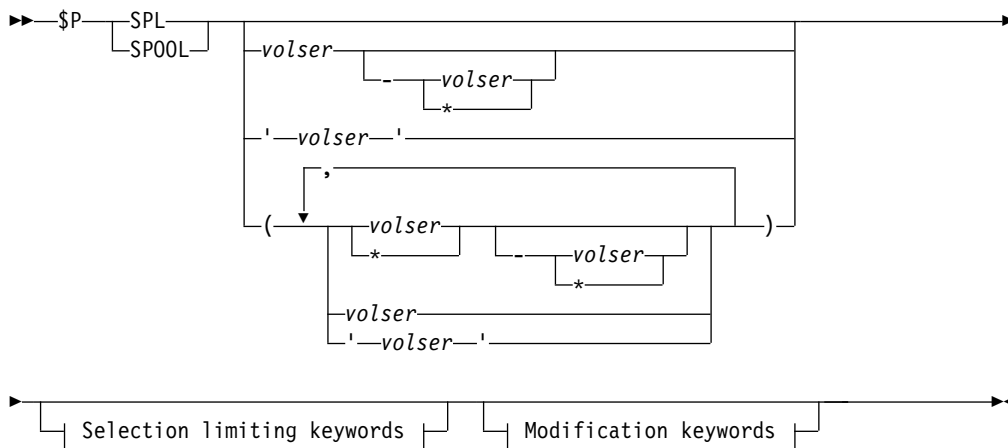 $P SPL
SPOOL
volser
- volser
*
' volser '
,
( volser - volser )
* *
volser
' volser '
Selection limiting keywords Modification keywords